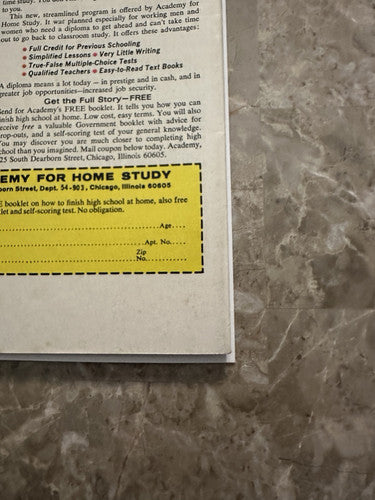 time study. You
to you.
This new, streamlined program is offered by Academy for
Home Study. It was planned especially for working men and
women who need a diploma to get ahead and can't take time
out to go back to classroom study. It offers these advantages:
• Full Credit for Previous Schooling
• Simplified Lessons • Very Little Writing
• True-False Multiple-Choice Tests
• Qualified Teachers • Easy-to-Read Text Books
A diploma means a lot today — in prestige and cash, and in
greater job opportunities—increased job security.
Get the Full Story—FREE
Send for Academy's FREE booklet. It tells you how you can
finish high school at home. Low cost, easy terms. You will also
receive free a valuable Government booklet with advice for
drop-outs, and a self-scoring test of your general knowledge.
You may discover you are much closer to completing high
school than you imagined. Mail coupon below today. Academy,
25 South Dearborn Street, Chicago, Illinois 60605.
EMY FOR HOME STUDY
born Street, Dept. 54-903, Chicago, Illinois 60605
E booklet on how to finish high school at home, also free
let and self-scoring test. No obligation.
Age
Apt. No.
Zip
No.